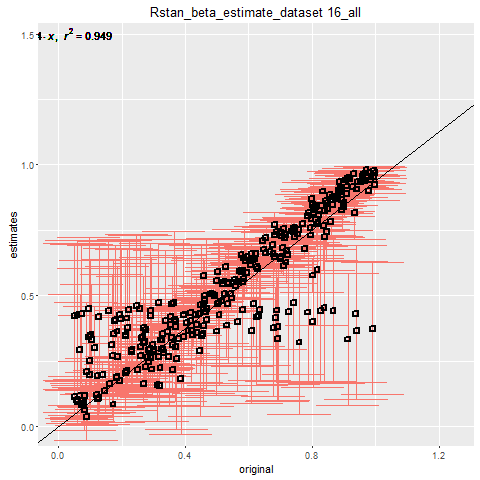 Rstan_beta_estimate_dataset 16_all
1.5
· x, r² = 0.949
1.0
estimates
0.5
0.0
0.0 0.4 0.8 1.2
original